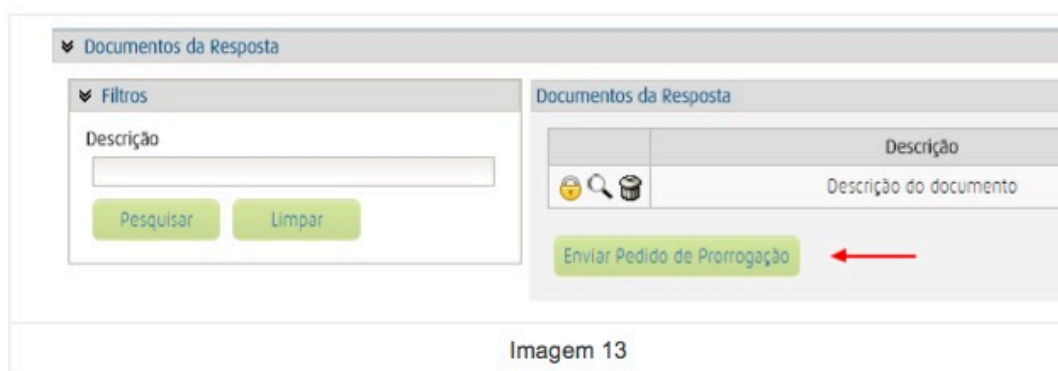 Documentos da Resposta
Filtros
Descrição
Pesquisar
Limpar
Documentos da Resposta
Descrição
Descrição do documento
Enviar Pedido de Prorrogação
Imagem 13